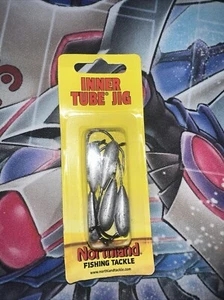 INNER
TUBE® JIG
Northland®
FISHING TACKLE
www.northlandtackle.com